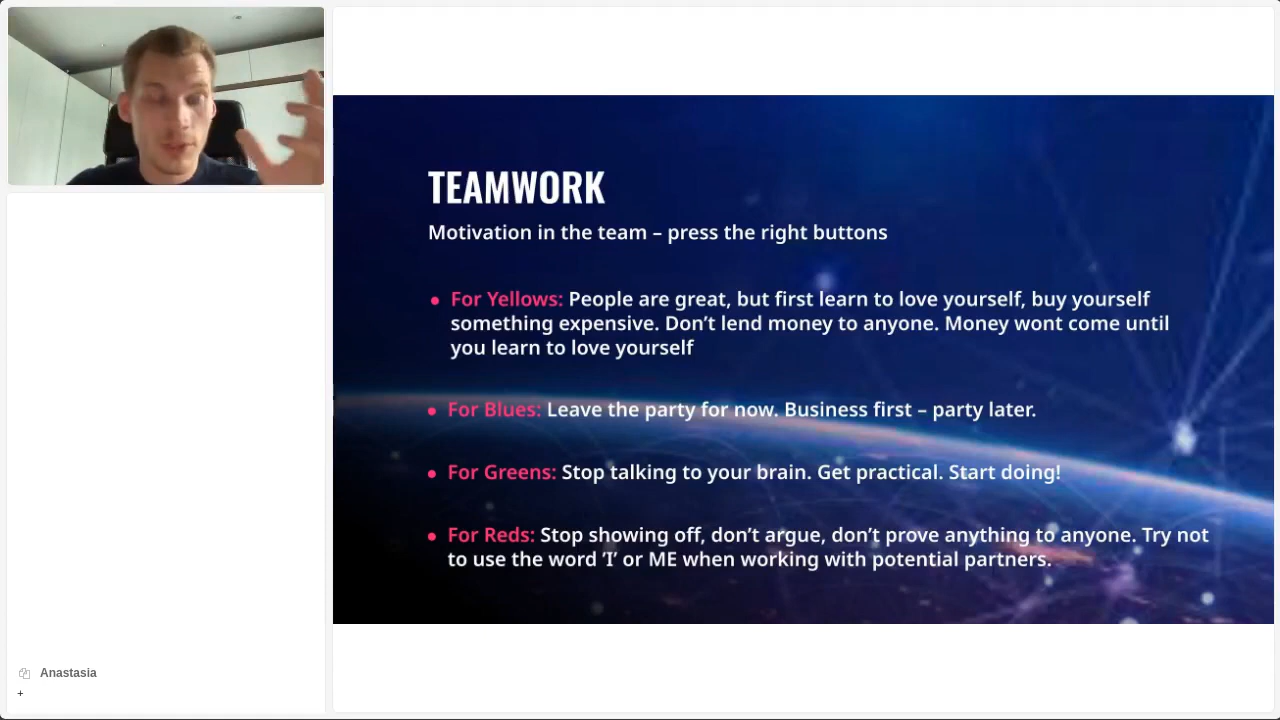 TEAMWORK
Motivation in the team – press the right buttons
• For Yellows: People are great, but first learn to love yourself, buy yourself
something expensive. Don’t lend money to anyone. Money wont come until
you learn to love yourself
• For Blues: Leave the party for now. Business first – party later.
• For Greens: Stop talking to your brain. Get practical. Start doing!
• For Reds: Stop showing off, don’t argue, don’t prove anything to anyone. Try not
to use the word ‘I’ or ME when working with potential partners.
Anastasia
+